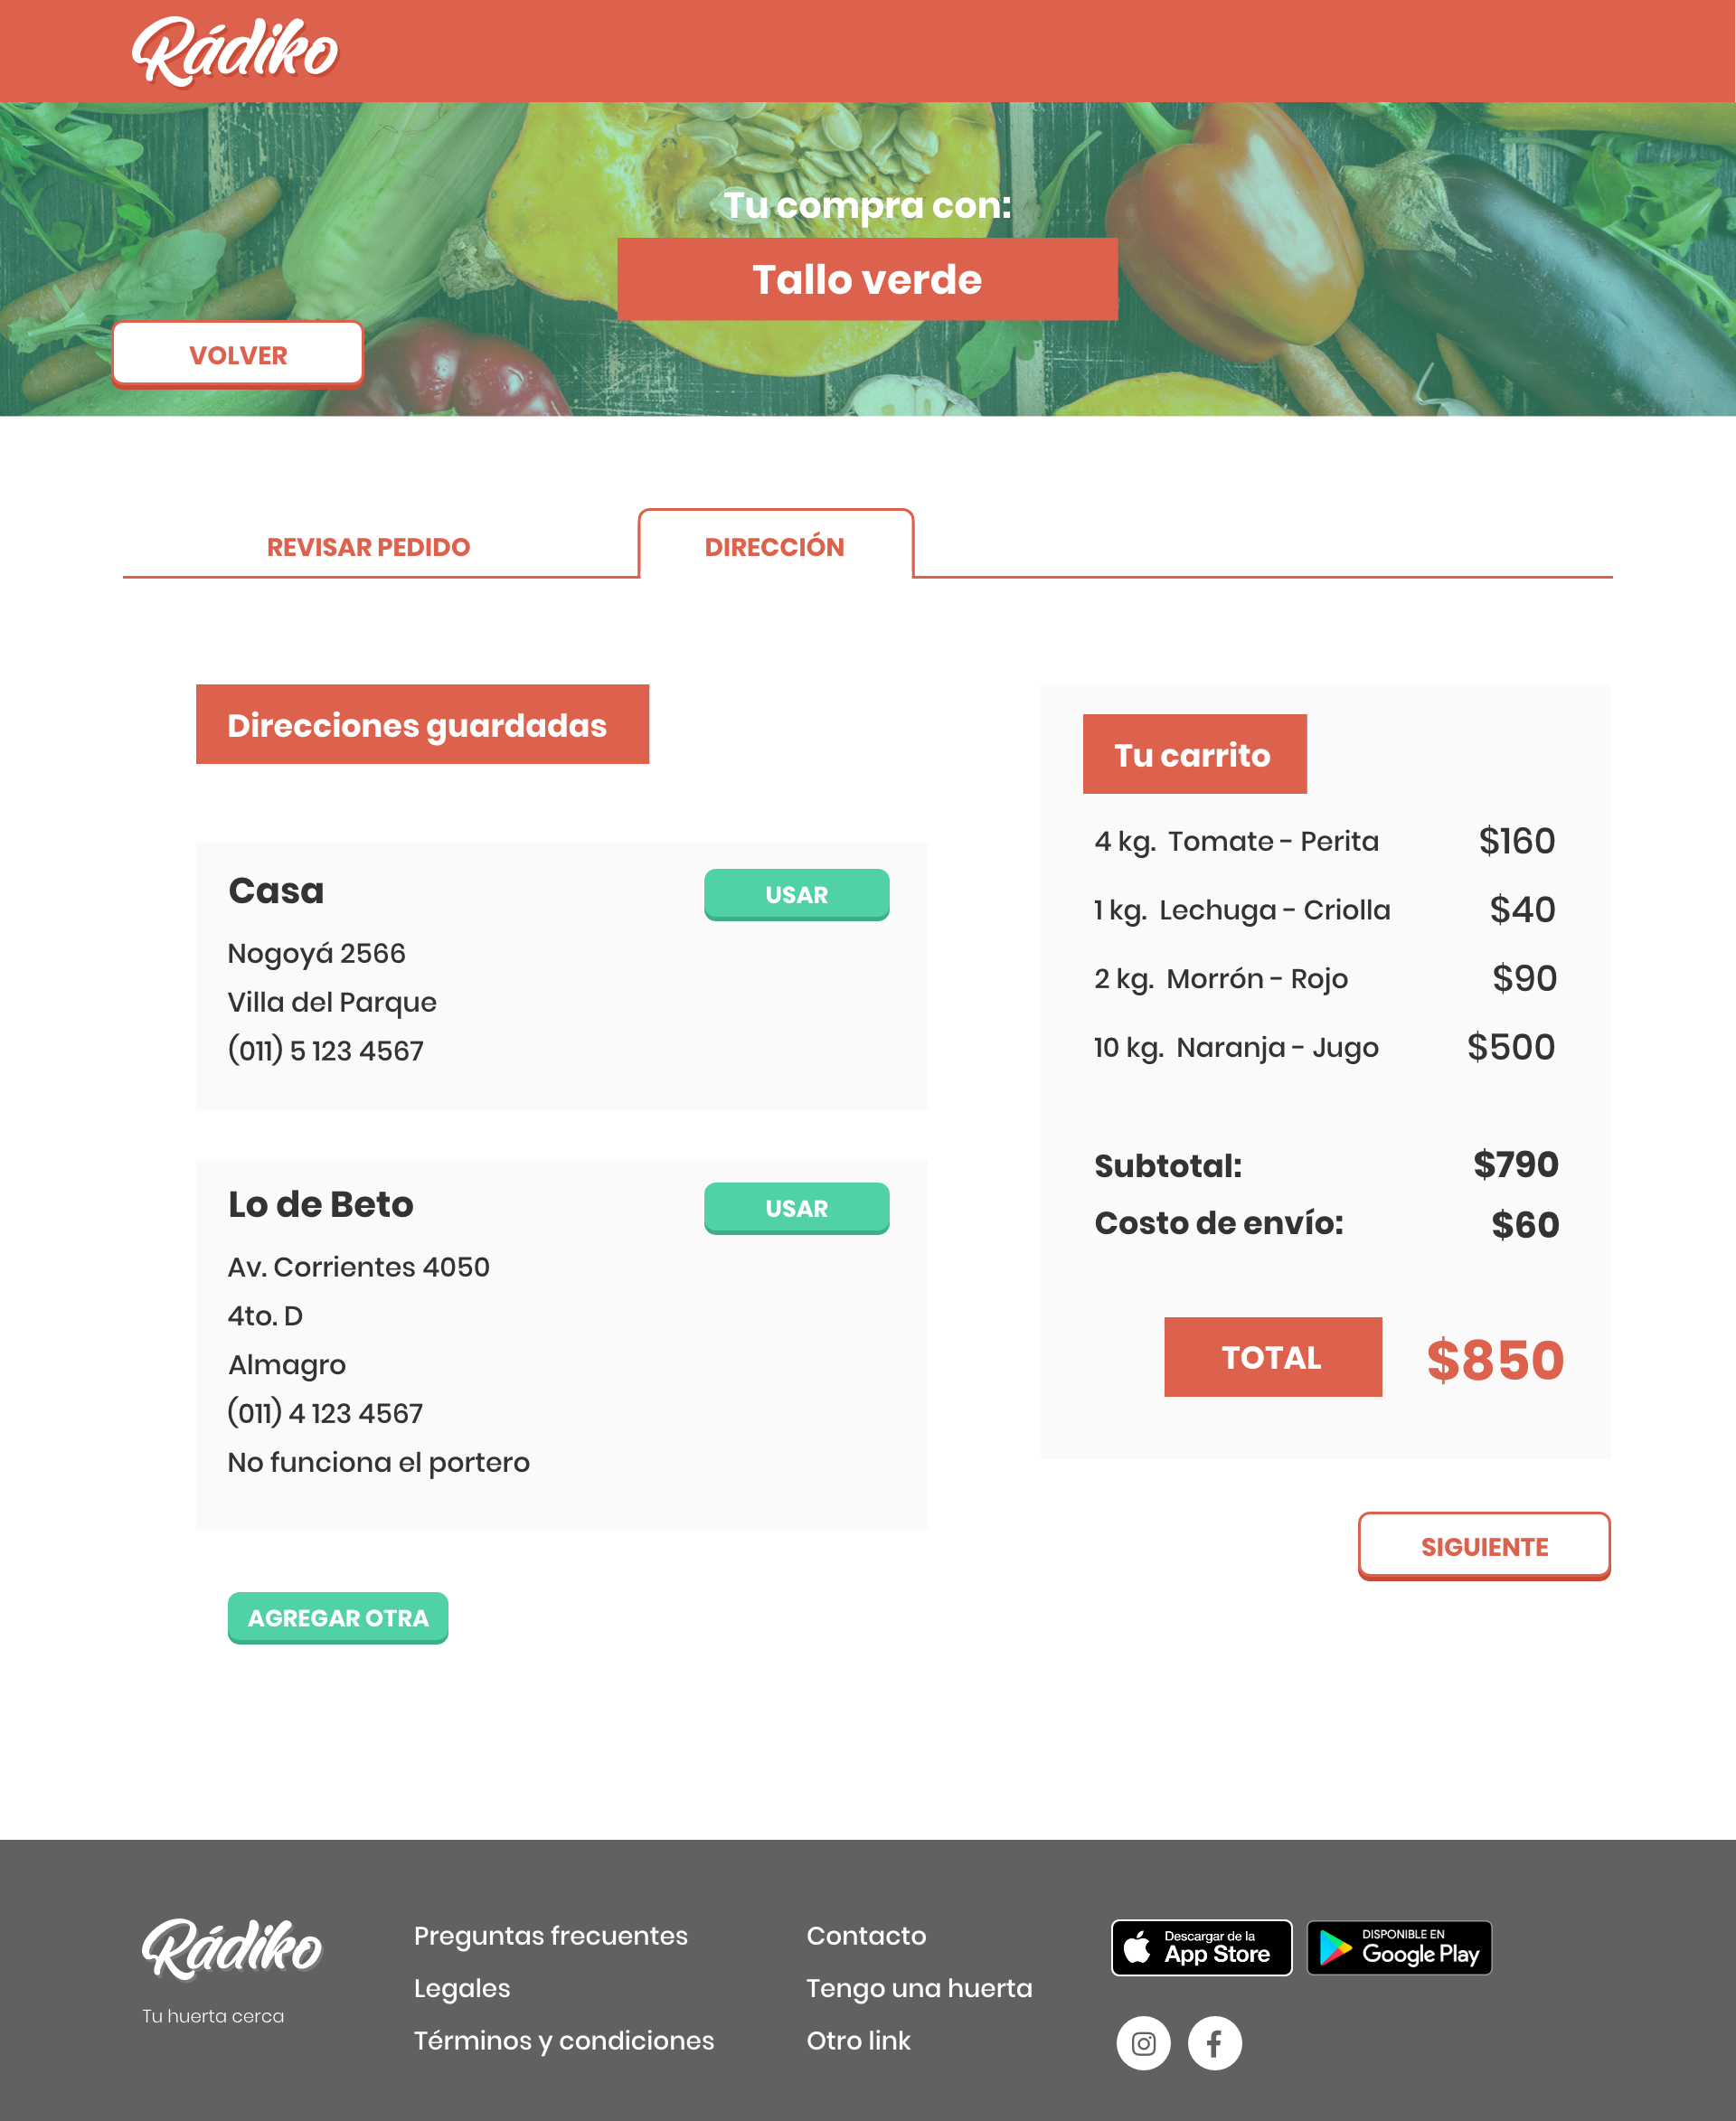 Rádiko
Tu compra con:
Tallo verde
VOLVER
REVISAR PEDIDO
DIRECCIÓN
Direcciones guardadas
Casa
USAR
Nogoyá 2566
Villa del Parque
(011) 5 123 4567
Lo de Beto
USAR
Av. Corrientes 4050
4to. D
Almagro
(011) 4 123 4567
No funciona el portero
AGREGAR OTRA
Tu carrito
4 kg. Tomate - Perita $160
1 kg. Lechuga - Criolla $40
2 kg. Morrón - Rojo $90
10 kg. Naranja - Jugo $500
Subtotal: $790
Costo de envío: $60
TOTAL $850
SIGUIENTE
Rádiko
Tu huerta cerca
Preguntas frecuentes
Legales
Términos y condiciones
Contacto
Tengo una huerta
Otro link
Descargar de la
App Store
DISPONIBLE EN
Google Play